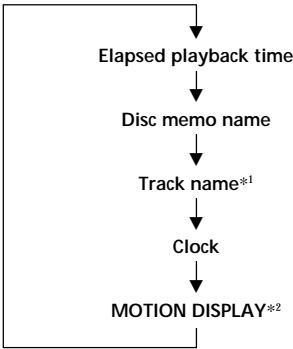 Elapsed playback time
Disc memo name
Track name*1
Clock
MOTION DISPLAY*2